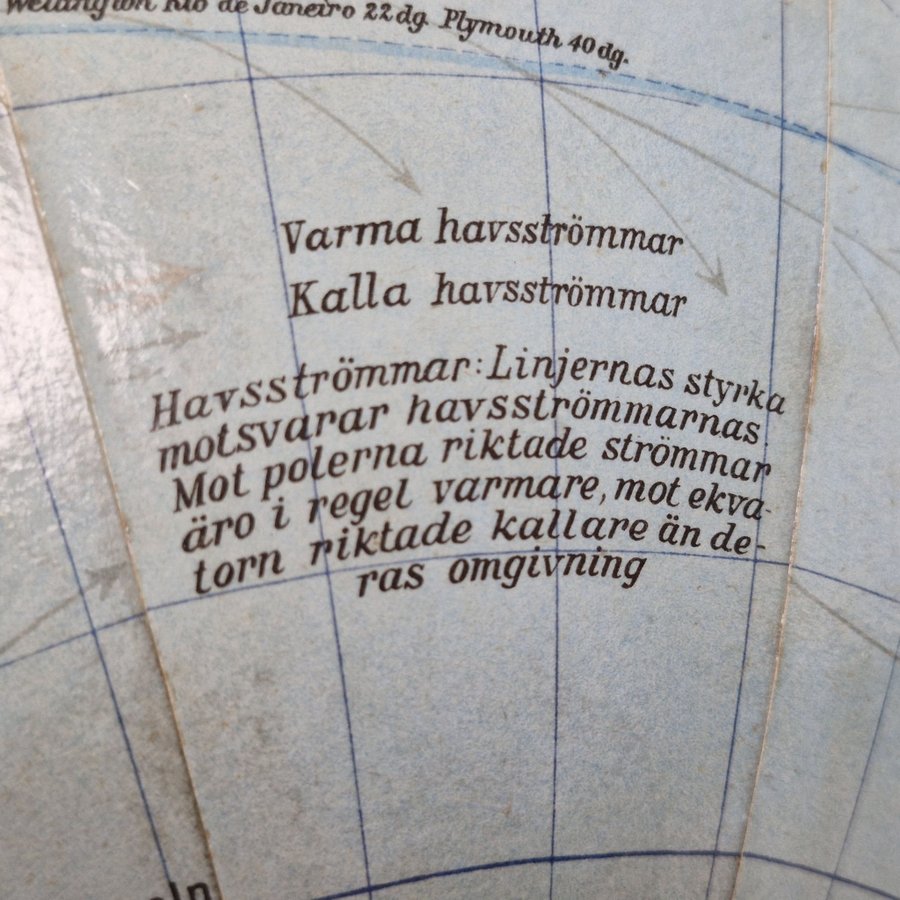 Wellington Rio de Janeiro 22 dg. Plymouth 40 dg.
Varma havsströmmar
Kalla havsströmmar
Havsströmmar: Linjernas styrka
motsvarar havsströmmarnas
Mot polerna riktade strömmar
äro i regel varmare, mot ekva-
torn riktade kallare än de-
ras omgivning